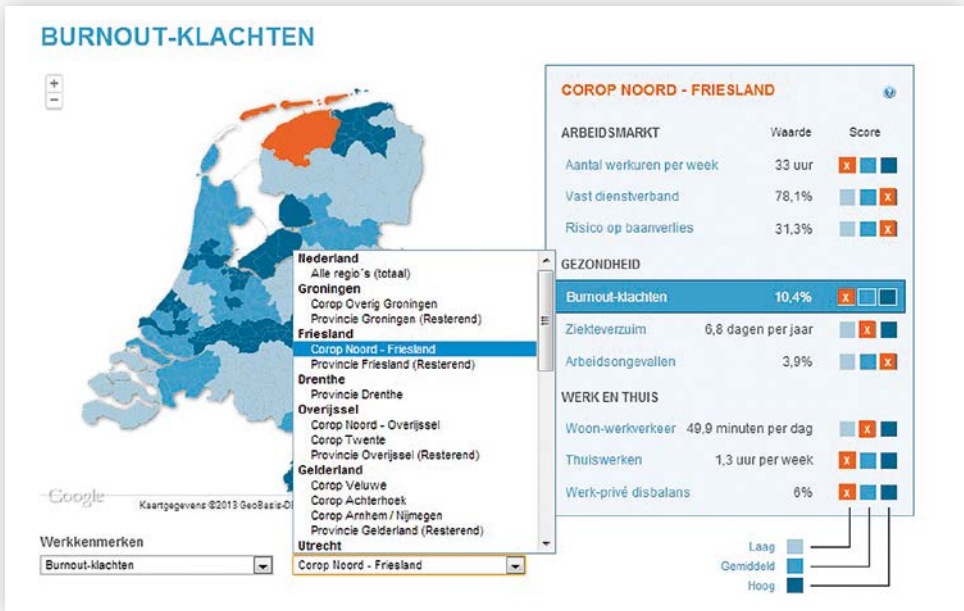 BURNOUT-KLACHTEN
+
−
COROP NOORD - FRIESLAND
ARBEIDSMARKT Waarde Score
Aantal werkuren per week 33 uur X
Vast dienstverband 78,1% X
Risico op baanverlies 31,3% X
GEZONDHEID
Burnout-klachten 10,4% X
Ziekteverzuim 6,8 dagen per jaar X
Arbeidsongevallen 3,9% X
WERK EN THUIS
Woon-werkverkeer 49,9 minuten per dag X
Thuiswerken 1,3 uur per week X
Werk-privé disbalans 6% X
Laag
Gemiddeld
Hoog
Nederland
Alle regio's (totaal)
Groningen
Corop Overig Groningen
Provincie Groningen (Resterend)
Friesland
Corop Noord - Friesland
Provincie Friesland (Resterend)
Drenthe
Provincie Drenthe
Overijssel
Corop Noord - Overijssel
Corop Twente
Provincie Overijssel (Resterend)
Gelderland
Corop Veluwe
Corop Achterhoek
Corop Arnhem / Nijmegen
Provincie Gelderland (Resterend)
Utrecht
Google
Kaartgegevens ©2013 GeoBasis-D
Werkkenmerken
Burnout-klachten
Corop Noord - Friesland